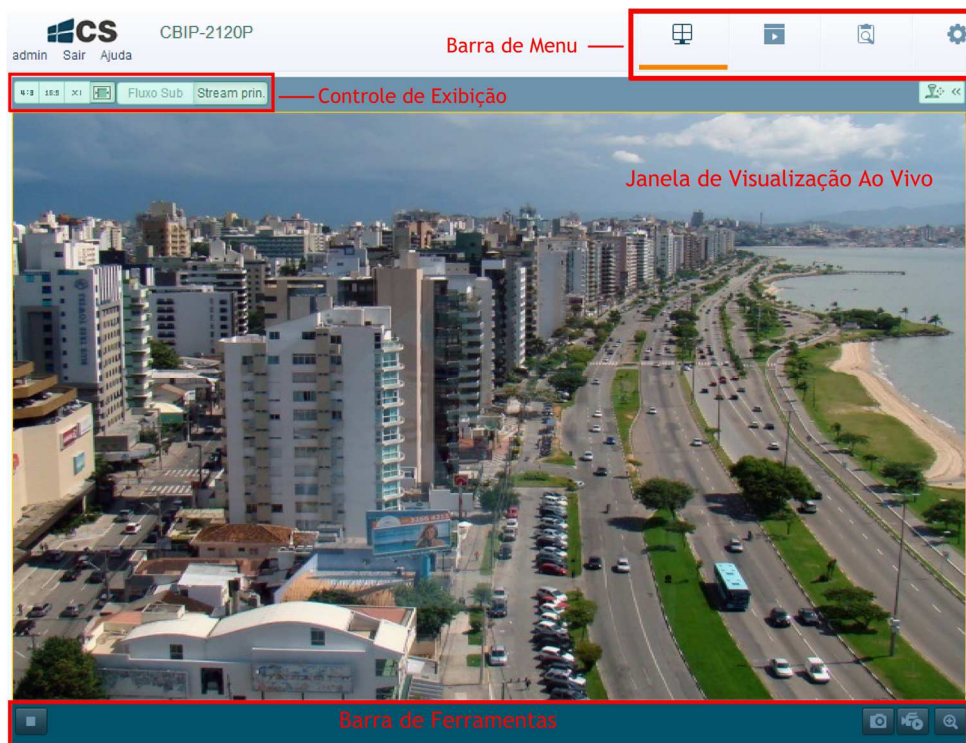 CS
CBIP-2120P
admin Sair Ajuda
Barra de Menu
4:3 16:9 X1 Fluxo Sub Stream prin.
Controle de Exibição
Janela de Visualização Ao Vivo
Barra de Ferramentas